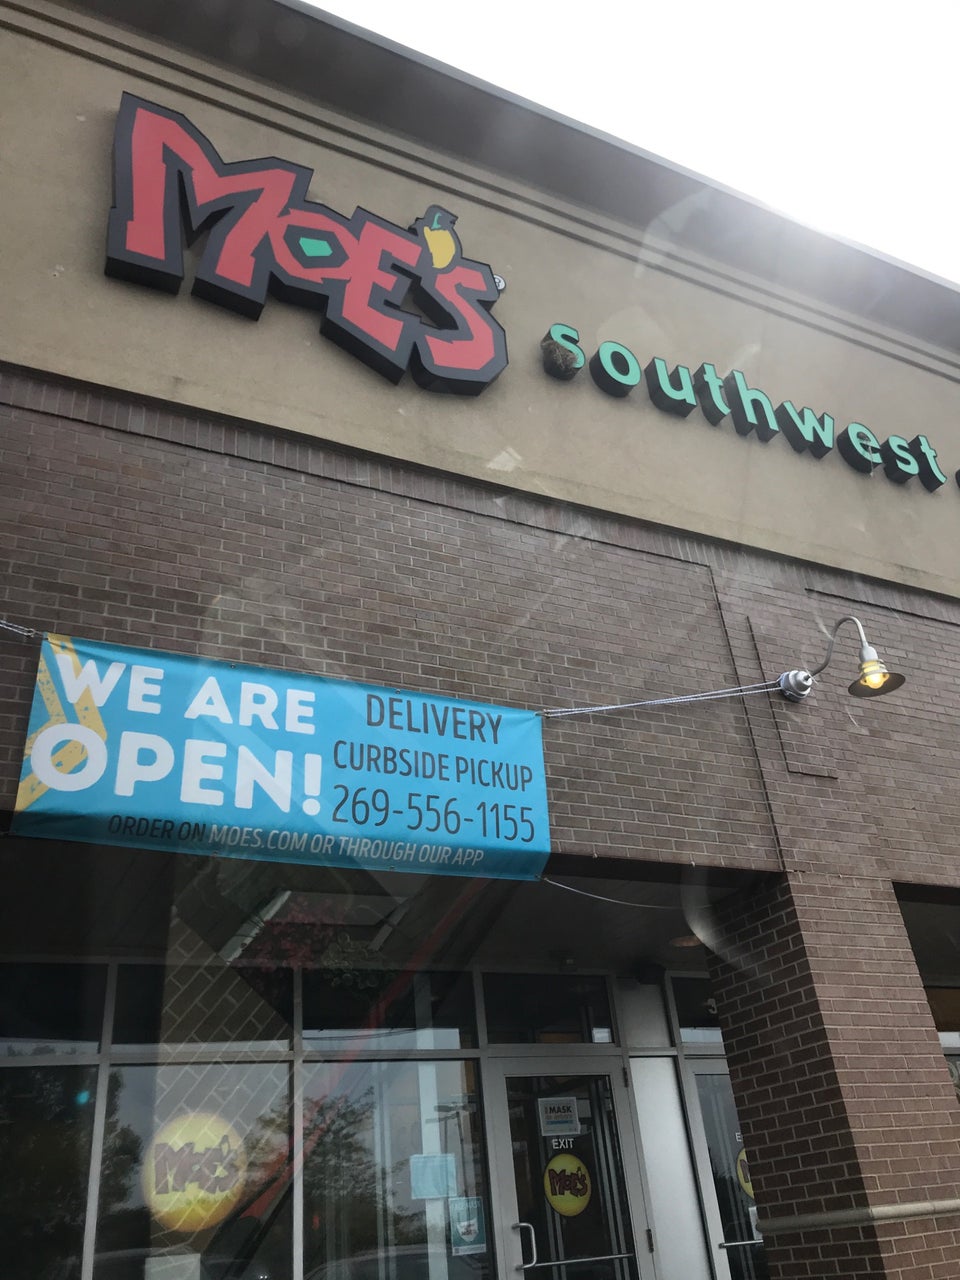 MOE'S
southwest
WE ARE
OPEN!
DELIVERY
CURBSIDE PICKUP
269-556-1155
ORDER ON MOES.COM OR THROUGH OUR APP
I MASK
EXIT
MOE'S
MOE'S